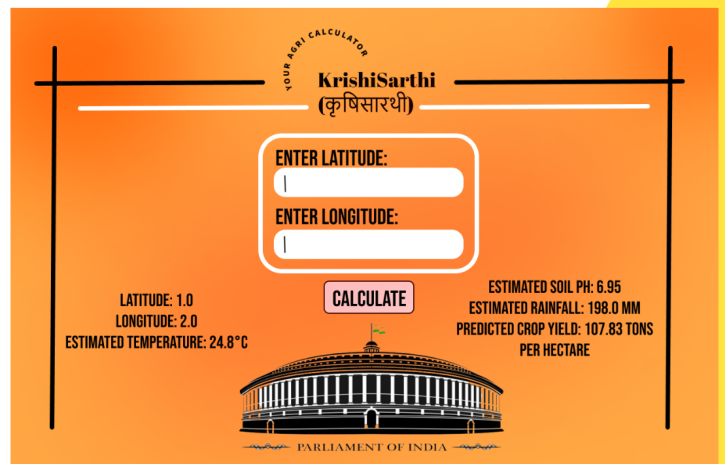 YOUR AGRI CALCULATOR
KrishiSarthi
(कृषिसारथी)
ENTER LATITUDE:
ENTER LONGITUDE:
CALCULATE
LATITUDE: 1.0
LONGITUDE: 2.0
ESTIMATED TEMPERATURE: 24.8°C
ESTIMATED SOIL PH: 6.95
ESTIMATED RAINFALL: 198.0 MM
PREDICTED CROP YIELD: 107.83 TONS
PER HECTARE
PARLIAMENT OF INDIA